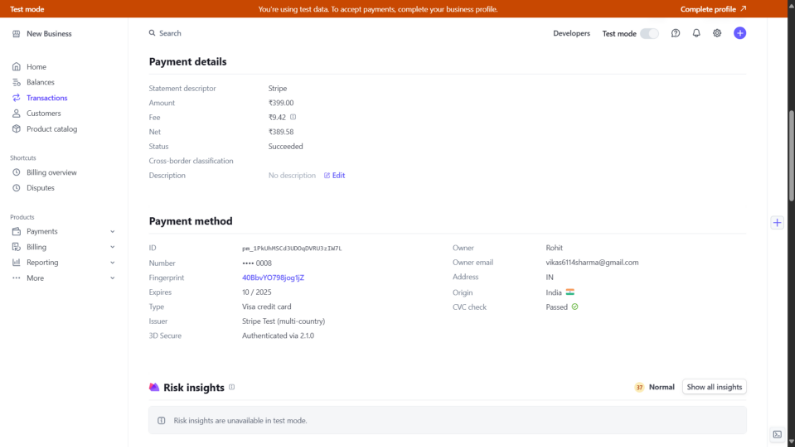 Test mode
You're using test data. To accept payments, complete your business profile.
Complete profile
New Business
Search
Developers
Test mode
Home
Balances
Transactions
Customers
Product catalog
Shortcuts
Billing overview
Disputes
Products
Payments
Billing
Reporting
More
Payment details
Statement descriptor Stripe
Amount ₹399.00
Fee ₹9.42
Net ₹389.58
Status Succeeded
Cross-border classification
Description No description Edit
Payment method
ID
Number •••• 0008
Fingerprint 40BbvYO798jog1jZ
Expires 10 / 2025
Type Visa credit card
Issuer Stripe Test (multi-country)
3D Secure Authenticated via 2.1.0
Owner Rohit
Owner email vikas6114sharma@gmail.com
Address IN
Origin India
CVC check Passed
Risk insights
37 Normal Show all insights
Risk insights are unavailable in test mode.